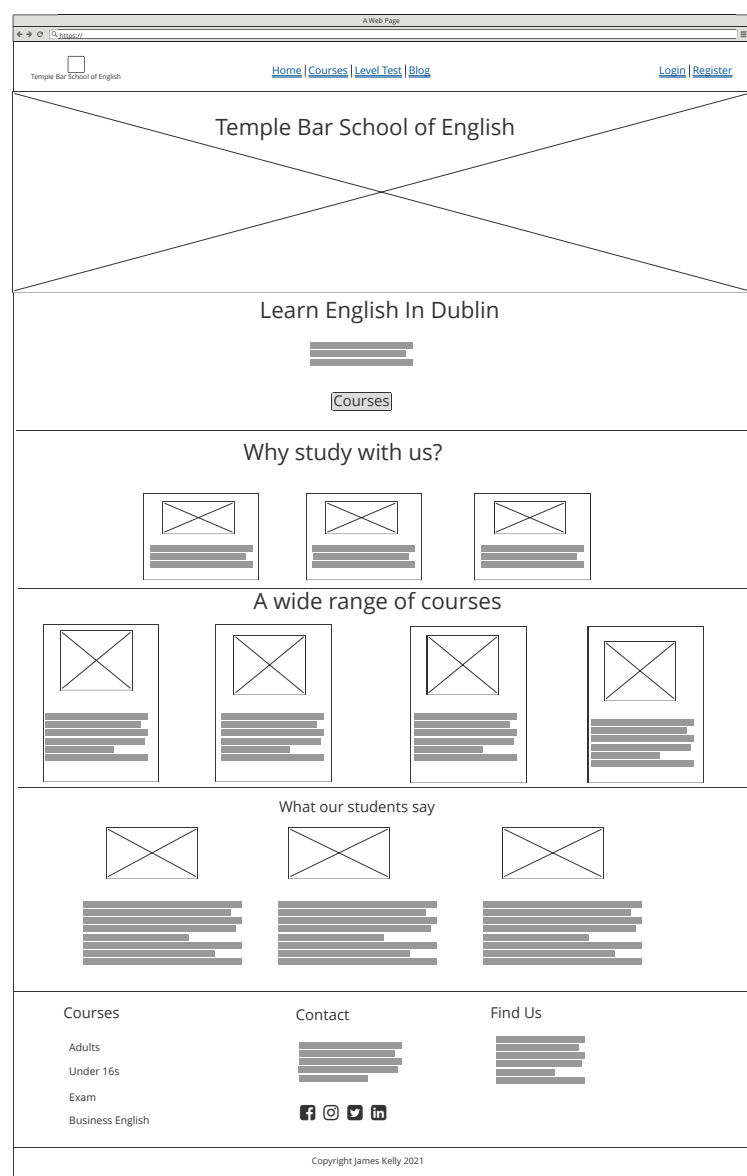 A Web Page
https://
Temple Bar School of English
Home | Courses | Level Test | Blog
Login | Register
Temple Bar School of English
Learn English In Dublin
Courses
Why study with us?
A wide range of courses
What our students say
Courses
Contact
Find Us
Adults
Under 16s
Exam
Business English
Copyright James Kelly 2021